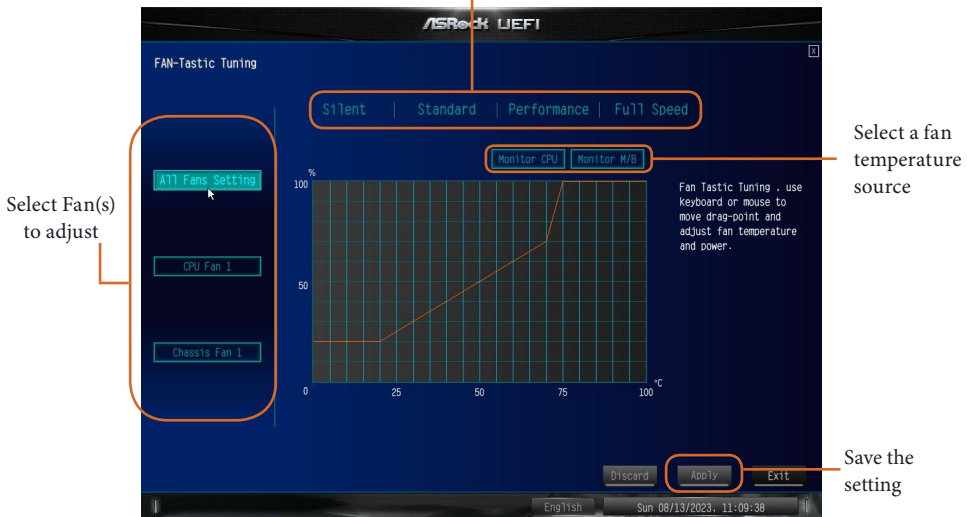 ASRock UEFI
FAN-Tastic Tuning
X
Silent | Standard | Performance | Full Speed
Monitor CPU Monitor M/B
Select a fan
temperature
source
All Fans Setting
Select Fan(s)
to adjust
CPU Fan 1
Chassis Fan 1
%
100
50
0
25
50
75
100
°C
Fan Tastic Tuning . use
keyboard or mouse to
move drag-point and
adjust fan temperature
and power.
Discard Apply Exit
Save the
setting
English Sun 08/13/2023. 11:09:38